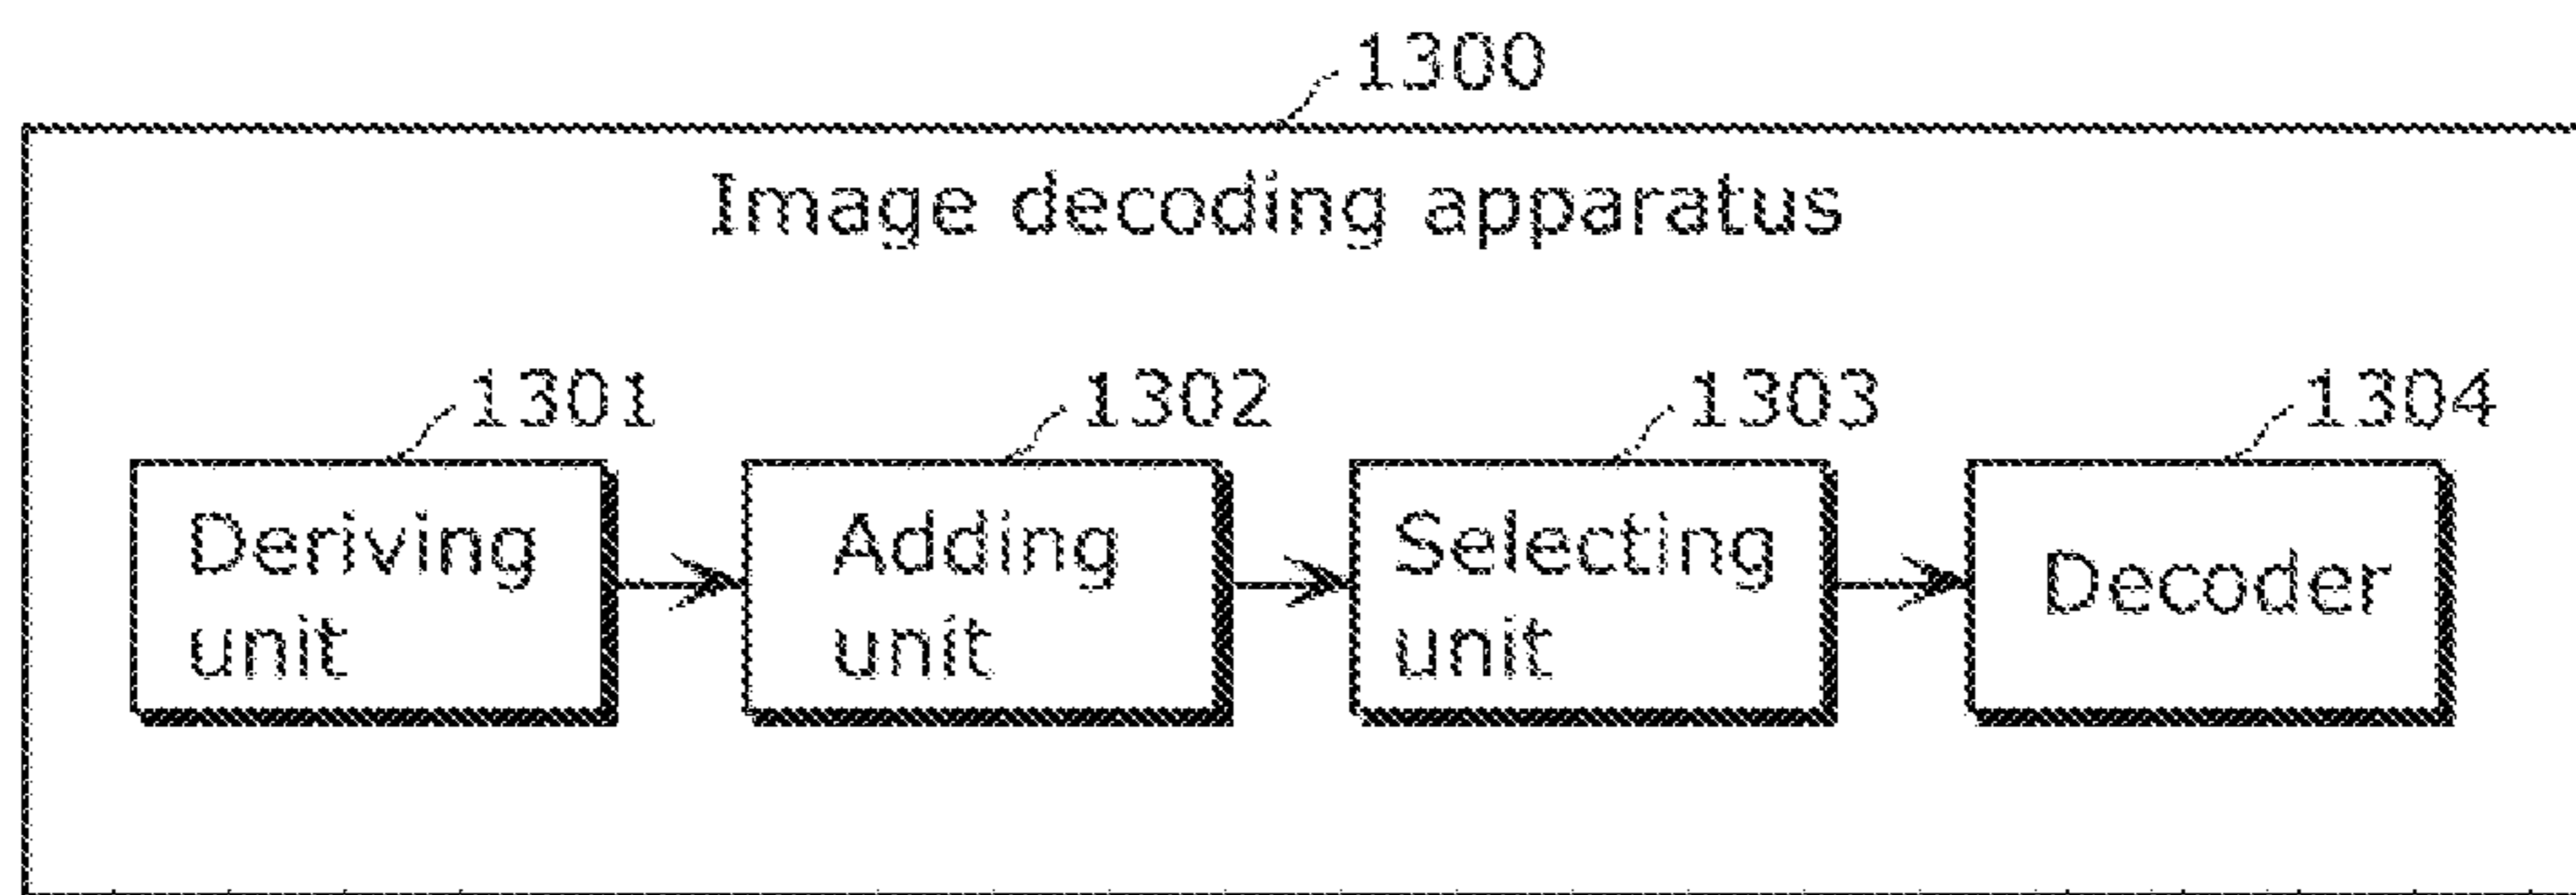 1300
Image decoding apparatus
1301
1302
1303
1304
Deriving
unit
Adding
unit
Selecting
unit
Decoder